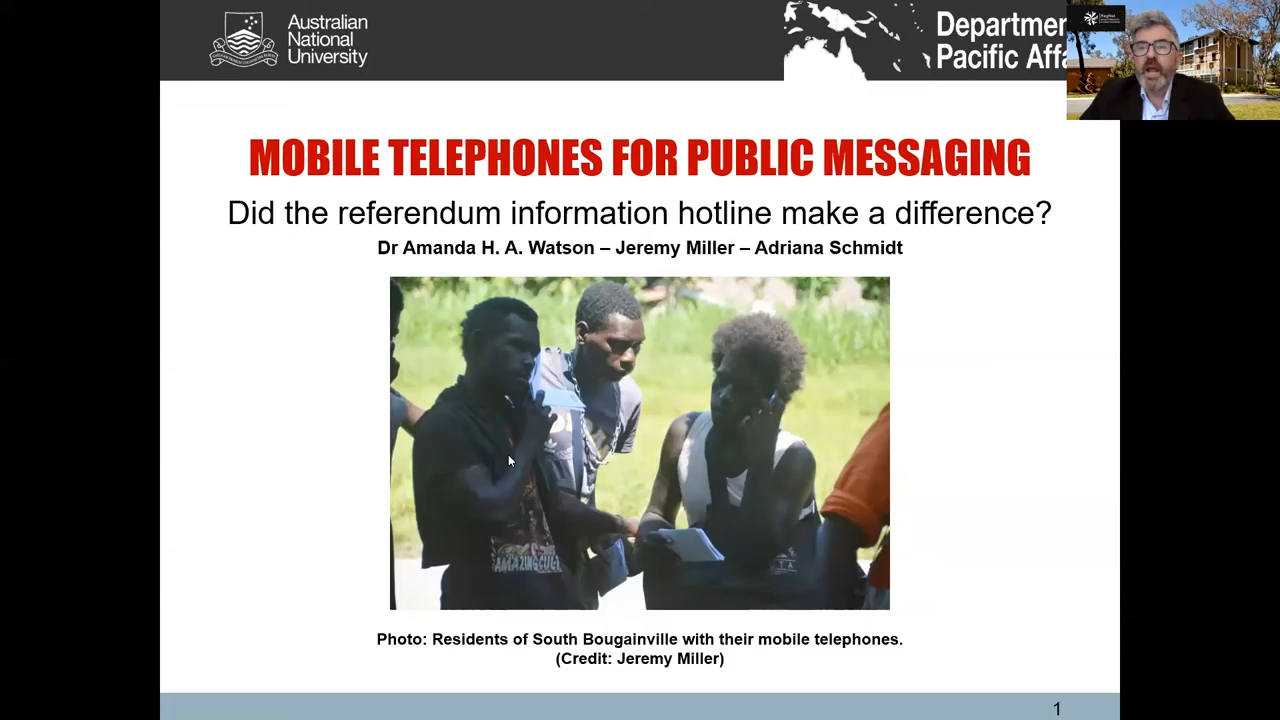 Australian
National
University
Department
Pacific Affa
RegNet
MOBILE TELEPHONES FOR PUBLIC MESSAGING
Did the referendum information hotline make a difference?
Dr Amanda H. A. Watson – Jeremy Miller – Adriana Schmidt
AMAZING
Photo: Residents of South Bougainville with their mobile telephones.
(Credit: Jeremy Miller)
1